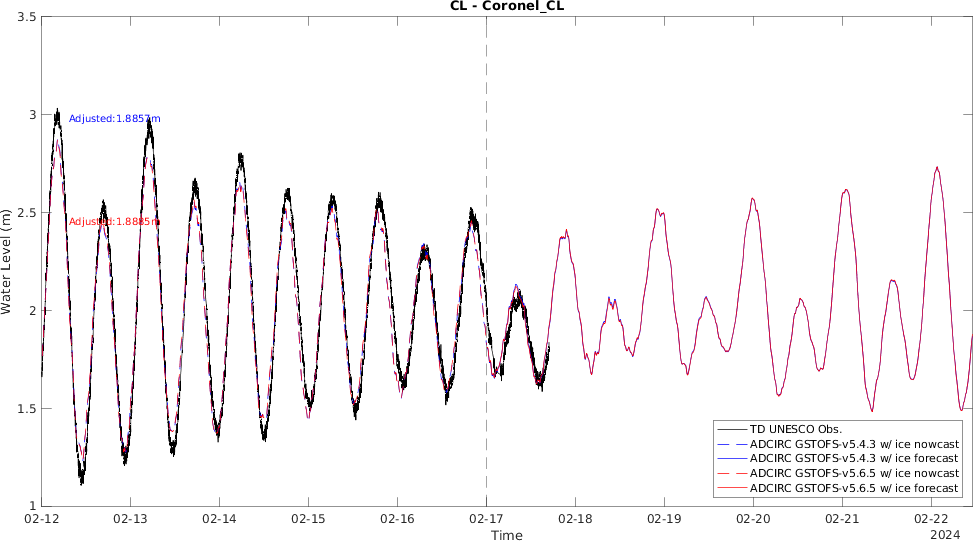 CL - Coronel_CL
3.5
3
2.5
2
1.5
1
Water Level (m)
Adjusted:1.8857m
Adjusted:1.8885m
TD UNESCO Obs.
ADCIRC GSTOFS-v5.4.3 w/ ice nowcast
ADCIRC GSTOFS-v5.4.3 w/ ice forecast
ADCIRC GSTOFS-v5.6.5 w/ ice nowcast
ADCIRC GSTOFS-v5.6.5 w/ ice forecast
02-12 02-13 02-14 02-15 02-16 02-17 02-18 02-19 02-20 02-21 02-22
Time
2024